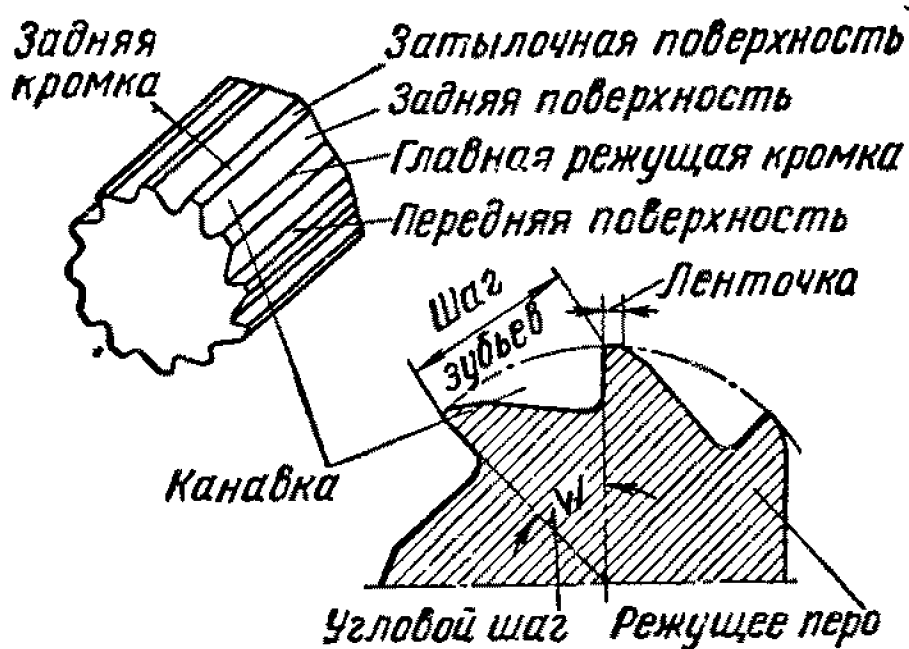 Задняя
кромка
Затылочная поверхность
Задняя поверхность
Главная режущая кромка
Передняя поверхность
Ленточка
Шаг
зубьев
Канавка
W
Угловой шаг
Режущее перо